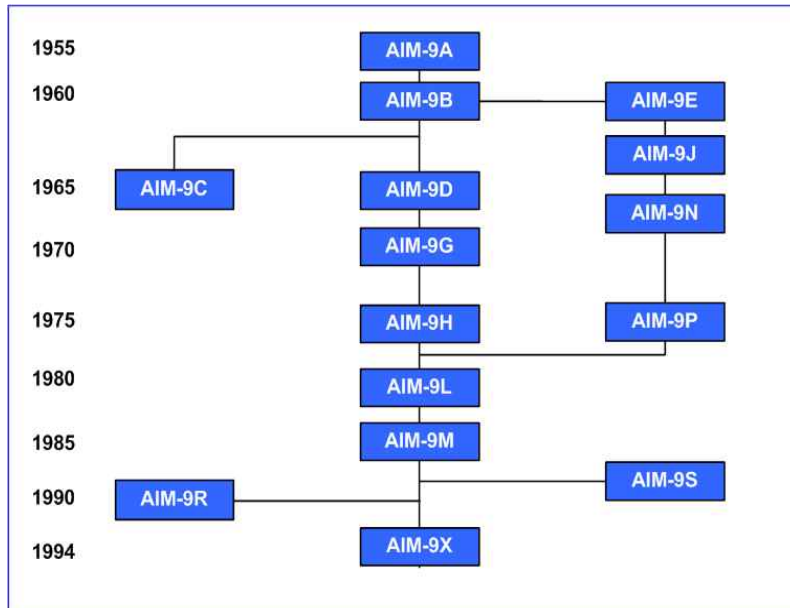 1955
AIM-9A
1960
AIM-9B
AIM-9E
AIM-9J
1965
AIM-9C
AIM-9D
AIM-9N
1970
AIM-9G
1975
AIM-9H
AIM-9P
1980
AIM-9L
1985
AIM-9M
AIM-9S
1990
AIM-9R
1994
AIM-9X